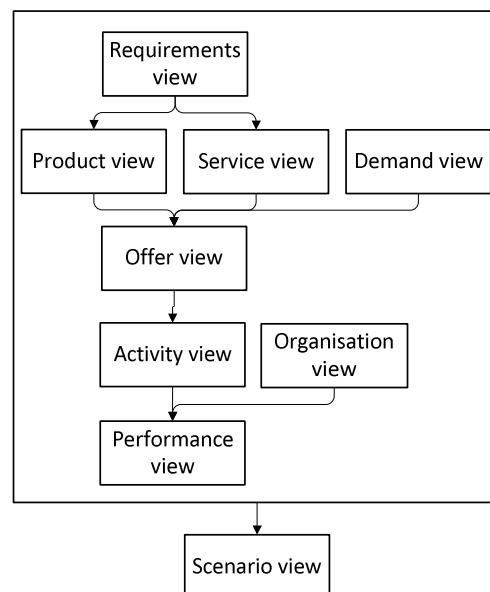 Requirements
view
Product view
Service view
Demand view
Offer view
Activity view
Organisation
view
Performance
view
Scenario view